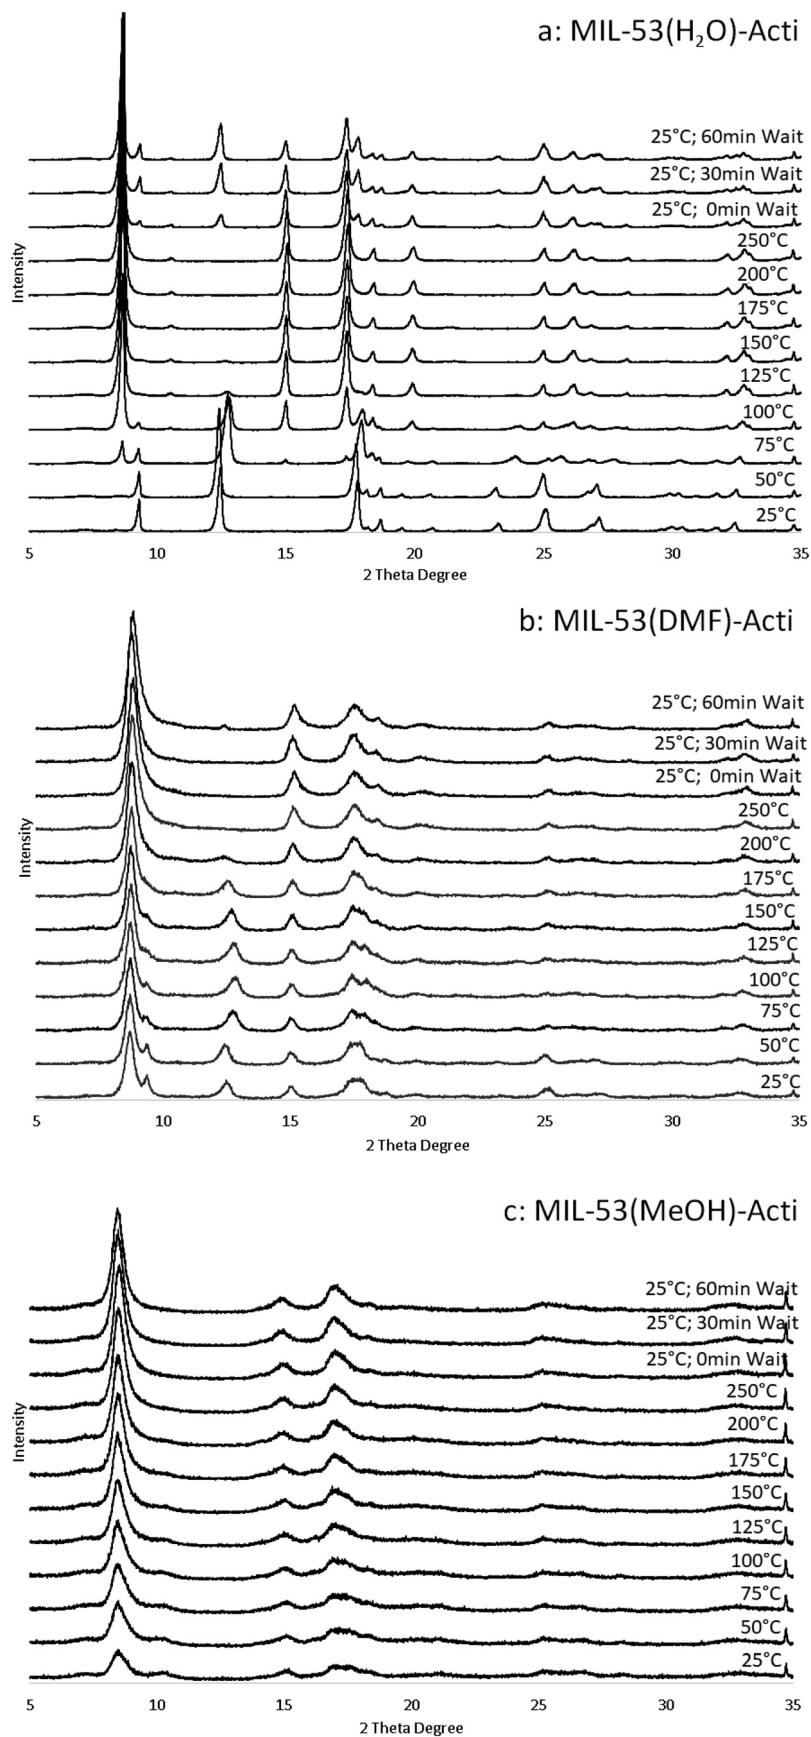 a: MIL-53(H₂O)-Acti
25°C; 60min Wait
25°C; 30min Wait
25°C; 0min Wait
250°C
200°C
175°C
150°C
125°C
100°C
75°C
50°C
25°C
Intensity
5 10 15 20 25 30 35
2 Theta Degree
b: MIL-53(DMF)-Acti
25°C; 60min Wait
25°C; 30min Wait
25°C; 0min Wait
250°C
200°C
175°C
150°C
125°C
100°C
75°C
50°C
25°C
Intensity
5 10 15 20 25 30 35
2 Theta Degree
c: MIL-53(MeOH)-Acti
25°C; 60min Wait
25°C; 30min Wait
25°C; 0min Wait
250°C
200°C
175°C
150°C
125°C
100°C
75°C
50°C
25°C
Intensity
5 10 15 20 25 30 35
2 Theta Degree